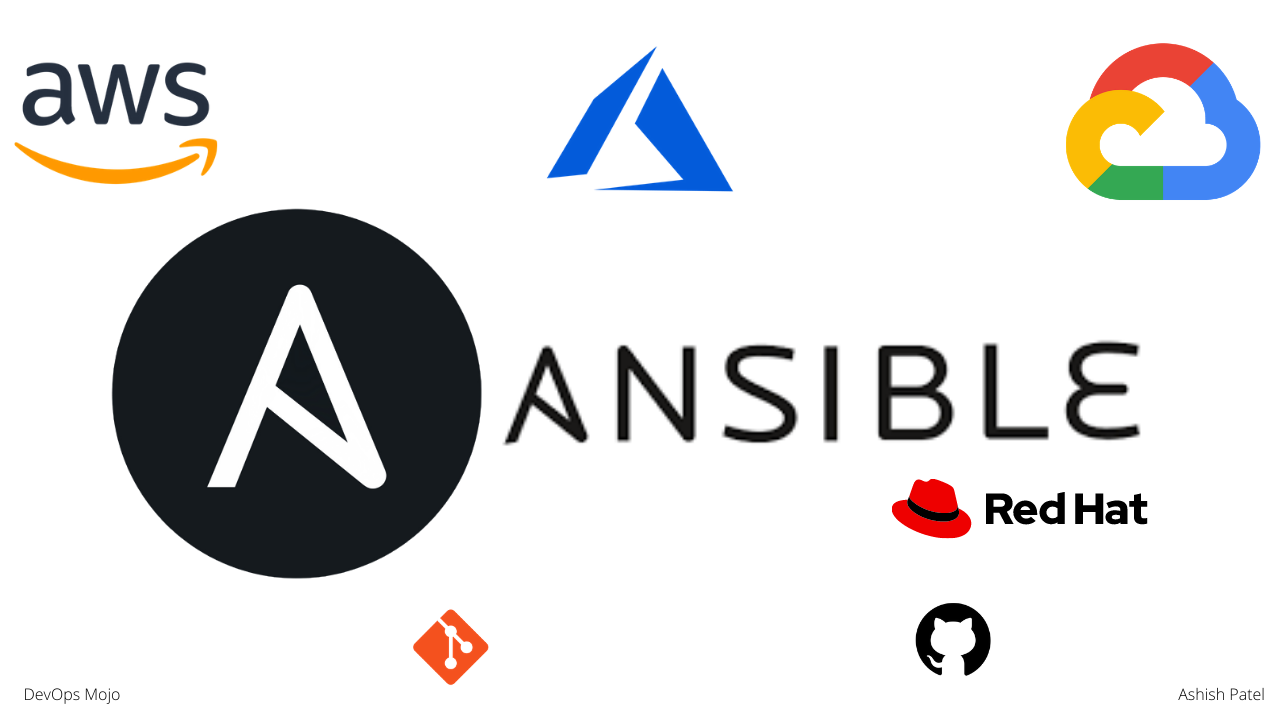 aws
ANSIBLE
Red Hat
DevOps Mojo
Ashish Patel